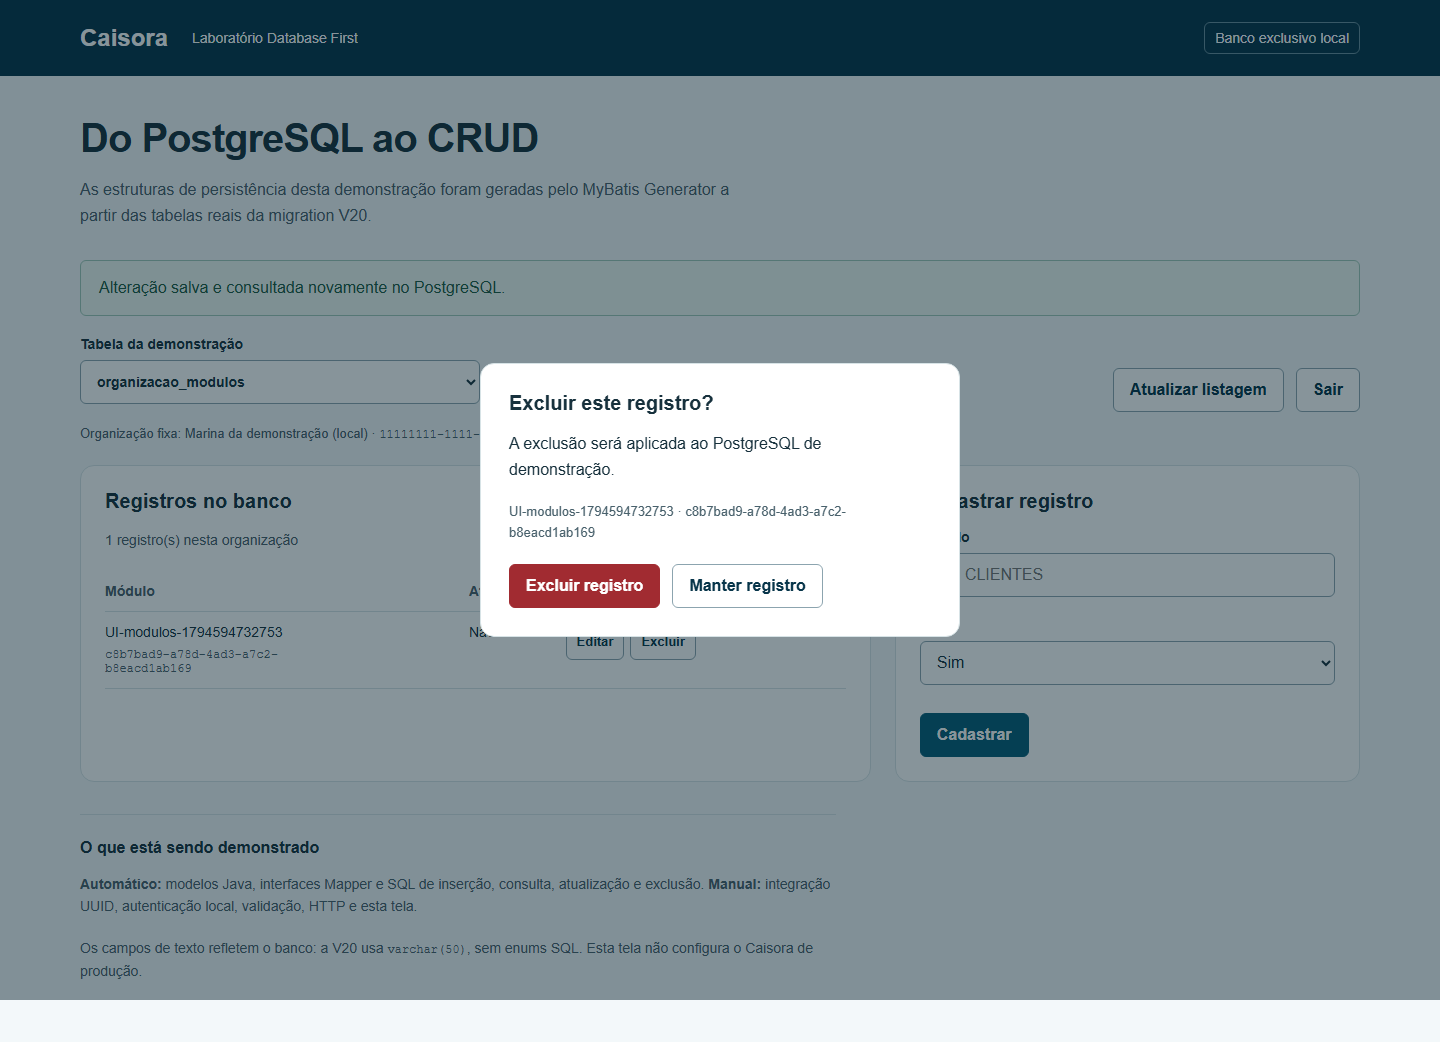 Caisora
Laboratório Database First
Banco exclusivo local
Do PostgreSQL ao CRUD
As estruturas de persistência desta demonstração foram geradas pelo MyBatis Generator a
partir das tabelas reais da migration V20.
Alteração salva e consultada novamente no PostgreSQL.
Tabela da demonstração
organizacao_modulos
Atualizar listagem
Sair
Organização fixa: Marina da demonstração (local) · 11111111-1111-
Excluir este registro?
A exclusão será aplicada ao PostgreSQL de
demonstração.
UI-modulos-1794594732753 · c8b7bad9-a78d-4ad3-a7c2-
b8eacd1ab169
Excluir registro
Manter registro
Registros no banco
1 registro(s) nesta organização
Módulo
UI-modulos-1794594732753
c8b7bad9-a78d-4ad3-a7c2-
b8eacd1ab169
Editar
Excluir
astrar registro
CLIENTES
Sim
Cadastrar
O que está sendo demonstrado
Automático: modelos Java, interfaces Mapper e SQL de inserção, consulta, atualização e exclusão. Manual: integração
UUID, autenticação local, validação, HTTP e esta tela.
Os campos de texto refletem o banco: a V20 usa varchar(50), sem enums SQL. Esta tela não configura o Caisora de
produção.